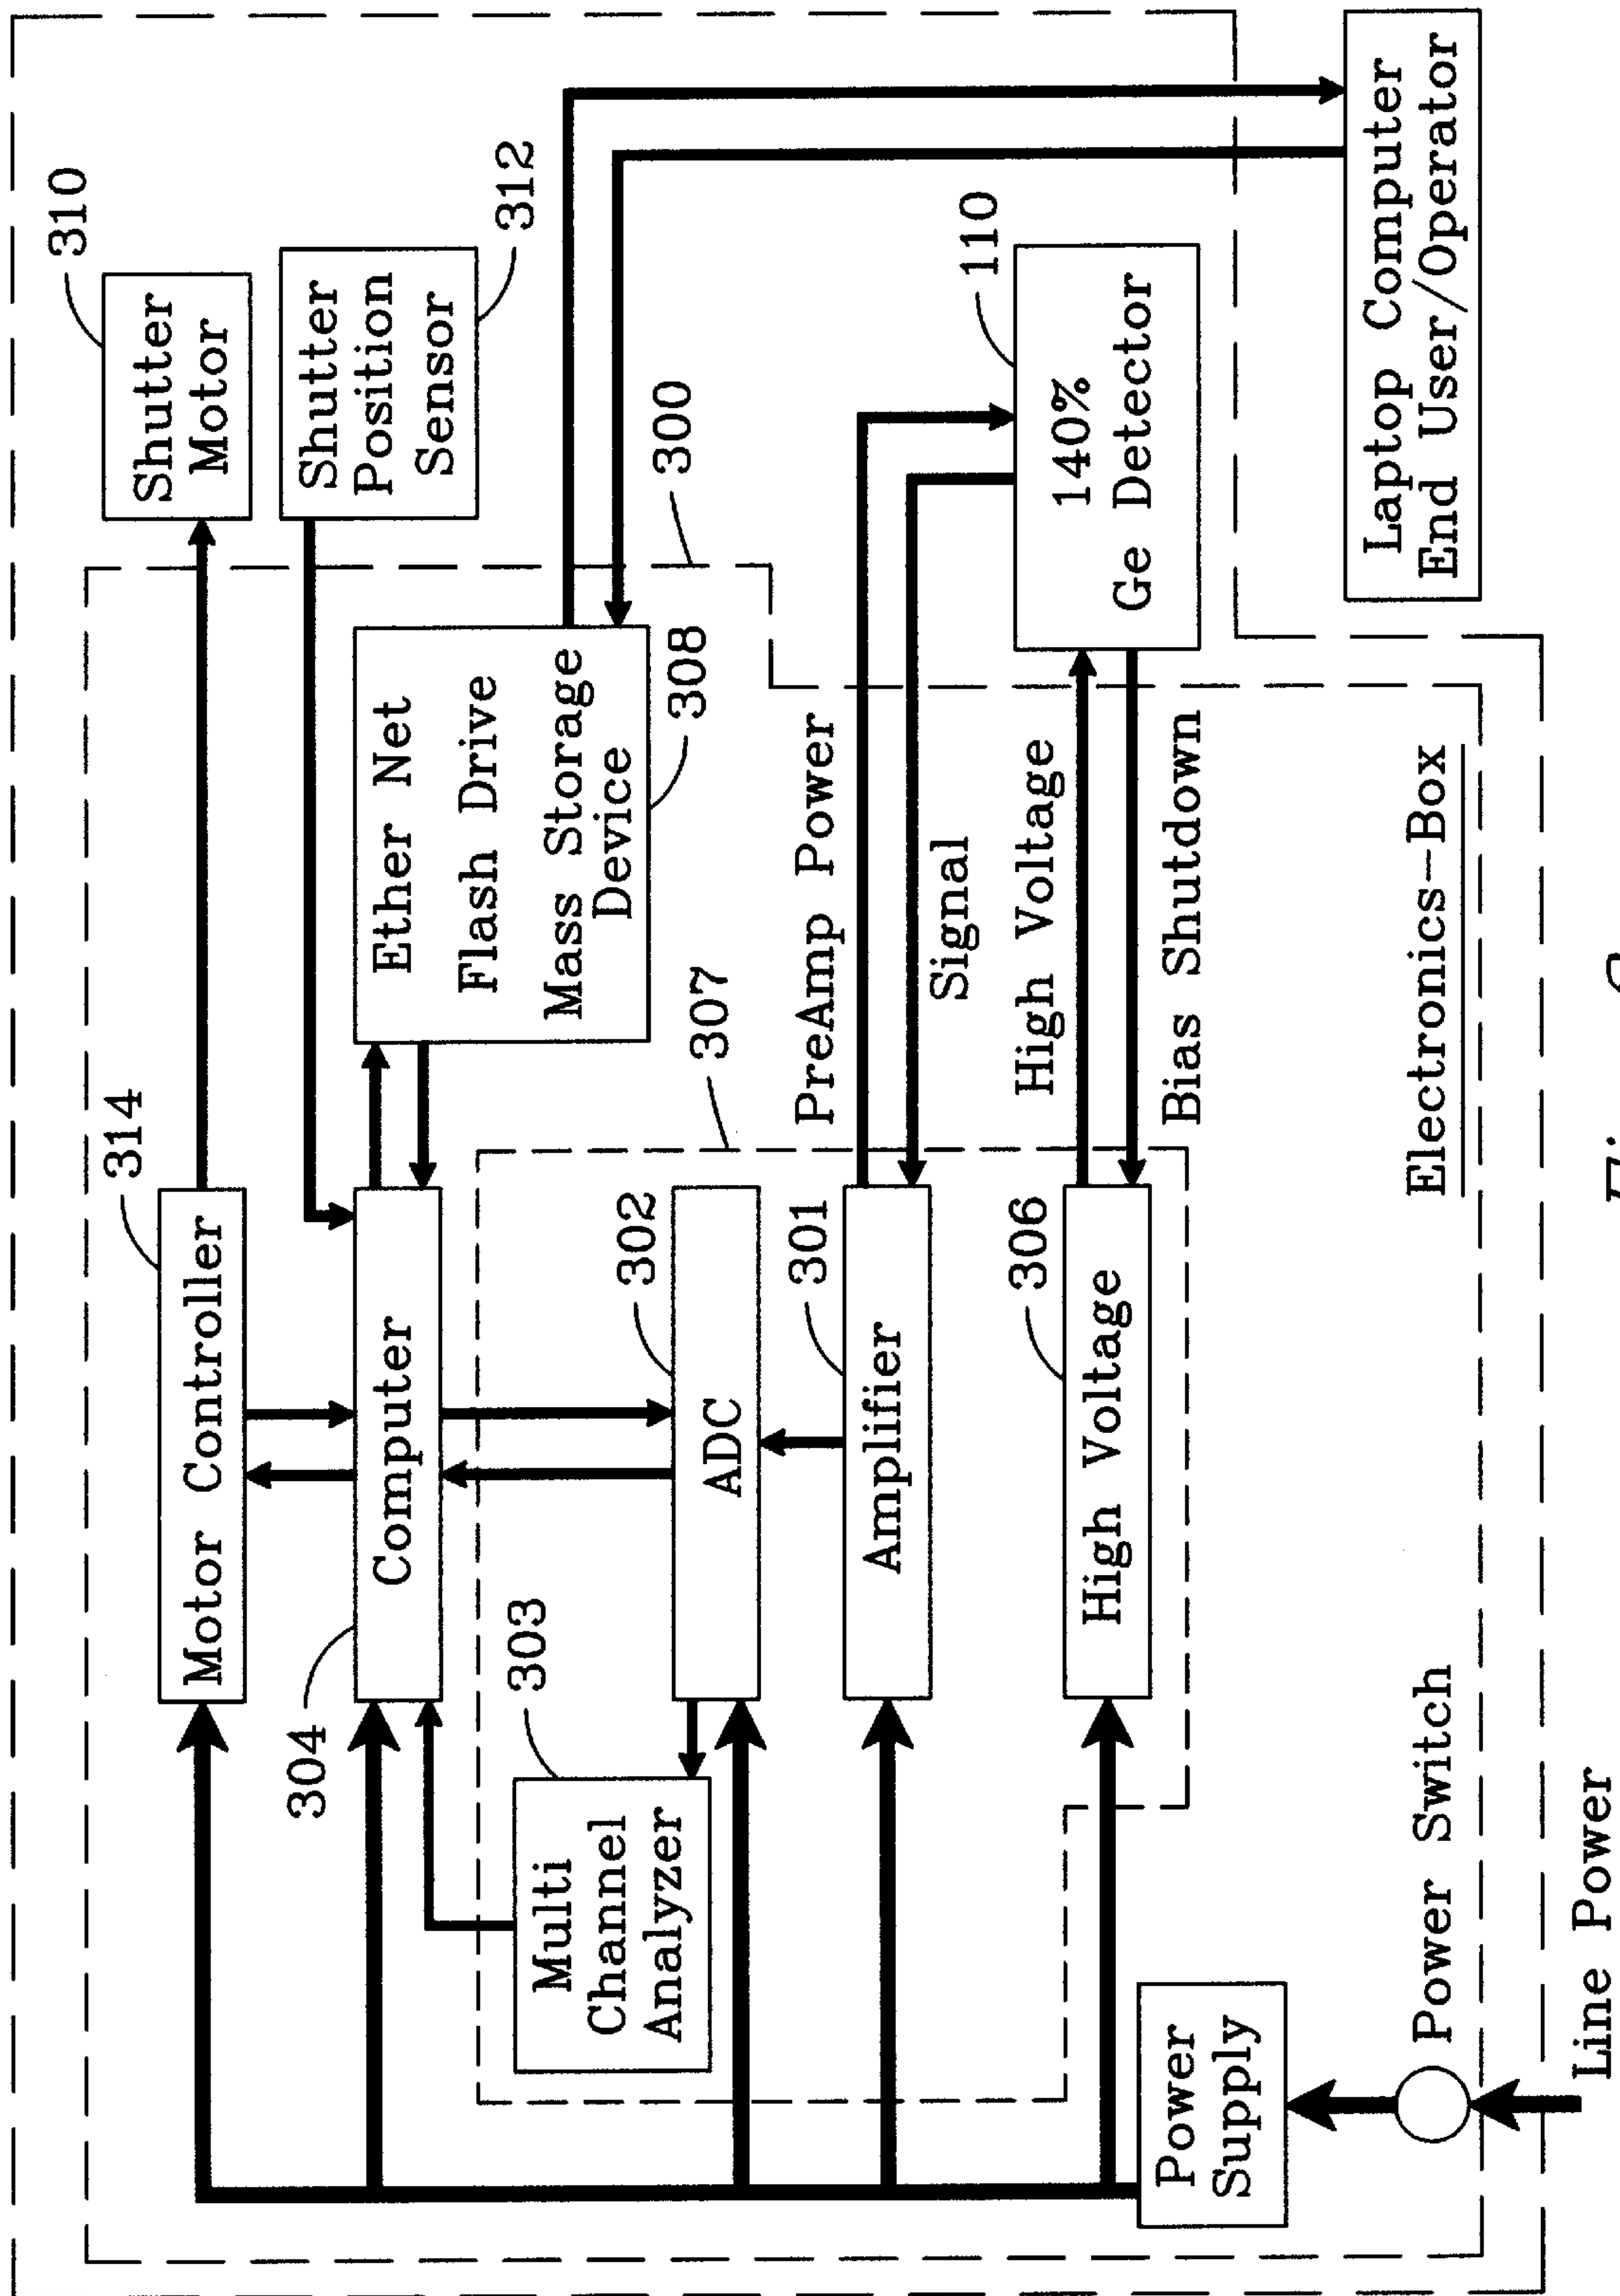 310
Shutter
Motor
Shutter
Position
Sensor
312
314
Motor Controller
300
Ether Net
Flash Drive
Mass Storage
Device
308
304
Computer
307
303
Multi
Channel
Analyzer
302
ADC
PreAmp Power
Signal
301
Amplifier
110
140%
Ge Detector
High Voltage
Bias Shutdown
306
High Voltage
Power
Supply
Electronics-Box
Power Switch
Laptop Computer
End User/Operator
Line Power